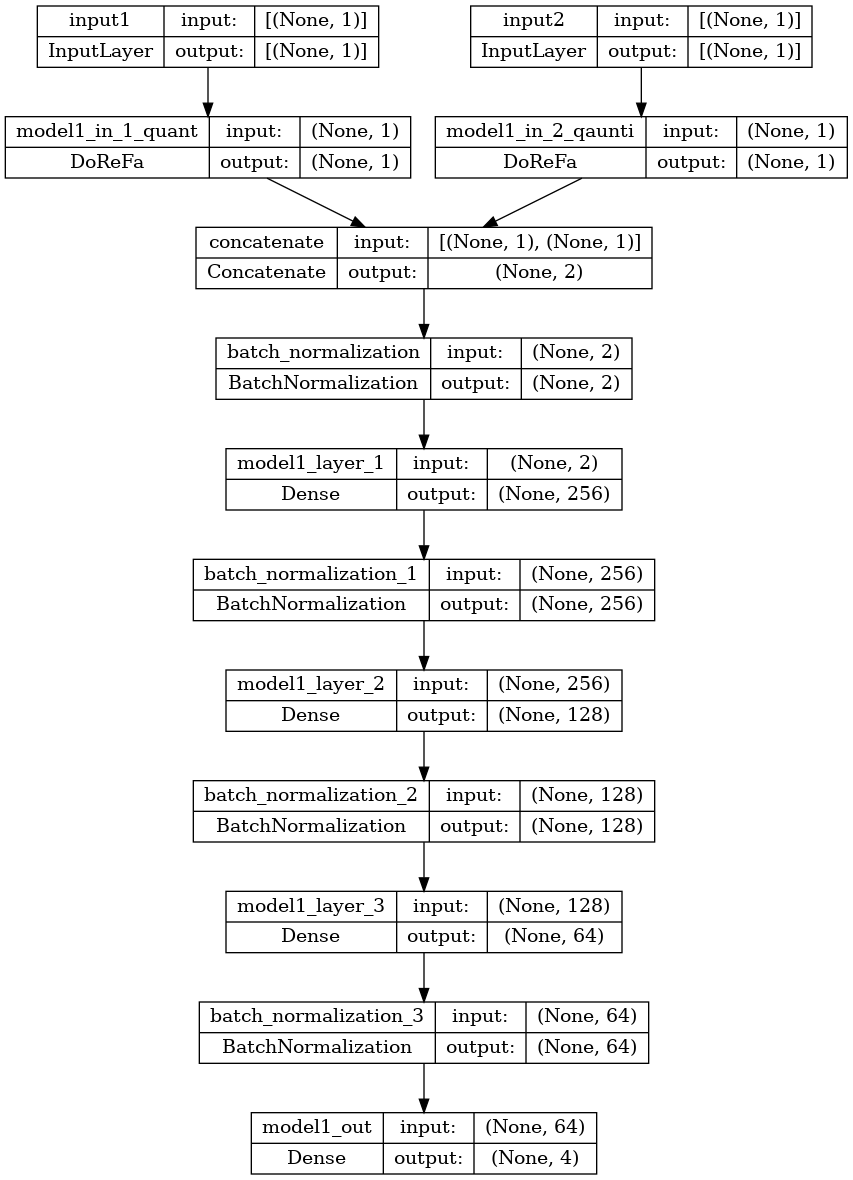 input1 input: [(None, 1)]
InputLayer output: [(None, 1)]
input2 input: [(None, 1)]
InputLayer output: [(None, 1)]
model1_in_1_quant input: (None, 1)
DoReFa output: (None, 1)
model1_in_2_qaunti input: (None, 1)
DoReFa output: (None, 1)
concatenate input: [(None, 1), (None, 1)]
Concatenate output: (None, 2)
batch_normalization input: (None, 2)
BatchNormalization output: (None, 2)
model1_layer_1 input: (None, 2)
Dense output: (None, 256)
batch_normalization_1 input: (None, 256)
BatchNormalization output: (None, 256)
model1_layer_2 input: (None, 256)
Dense output: (None, 128)
batch_normalization_2 input: (None, 128)
BatchNormalization output: (None, 128)
model1_layer_3 input: (None, 128)
Dense output: (None, 64)
batch_normalization_3 input: (None, 64)
BatchNormalization output: (None, 64)
model1_out input: (None, 64)
Dense output: (None, 4)